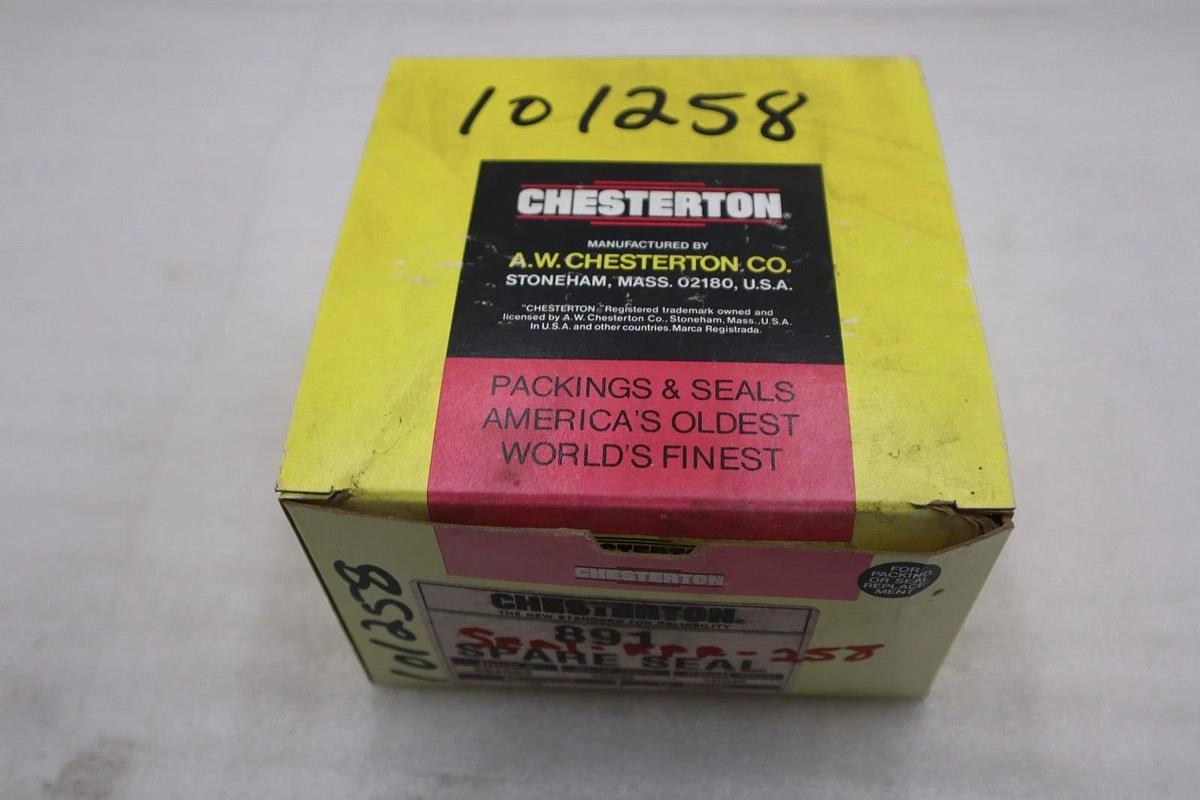 101258
CHESTERTON®
MANUFACTURED BY
A.W. CHESTERTON CO.
STONEHAM, MASS. 02180, U.S.A.
"CHESTERTON" Registered trademark owned and
licensed by A.W. Chesterton Co., Stoneham, Mass., U.S.A.
In U.S.A. and other countries. Marca Registrada.
PACKINGS & SEALS
AMERICA'S OLDEST
WORLD'S FINEST
CHESTERTON
FOR
PACKING
OR SEAL
REPLACE
MENT
101258
CHESTERTON®
THE NEW STANDARD FOR RELIABILITY
891
258
SPARE SEAL